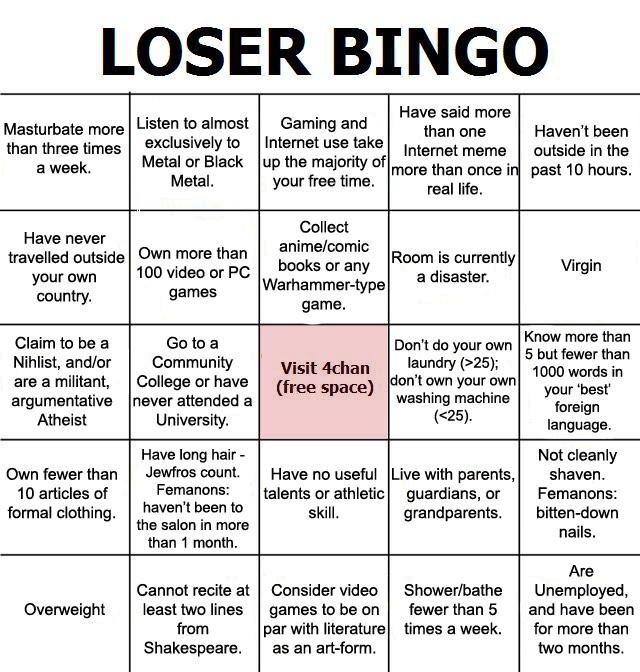 LOSER BINGO
Masturbate more
than three times
a week.
Listen to almost
exclusively to
Metal or Black
Metal.
Gaming and
Internet use take
up the majority of
your free time.
Have said more
than one
Internet meme
more than once in
real life.
Haven't been
outside in the
past 10 hours.
Have never
travelled outside
your own
country.
Own more than
100 video or PC
games
Collect
anime/comic
books or any
Warhammer-type
game.
Room is currently
a disaster.
Virgin
Claim to be a
Nihlist, and/or
are a militant,
argumentative
Atheist
Go to a
Community
College or have
never attended a
University.
Visit 4chan
(free space)
Don't do your own
laundry (>25);
don't own your own
washing machine
(<25).
Know more than
5 but fewer than
1000 words in
your 'best'
foreign
language.
Own fewer than
10 articles of
formal clothing.
Have long hair -
Jewfros count.
Femanons:
haven't been to
the salon in more
than 1 month.
Have no useful
talents or athletic
skill.
Live with parents,
guardians, or
grandparents.
Not cleanly
shaven.
Femanons:
bitten-down
nails.
Overweight
Cannot recite at
least two lines
from
Shakespeare.
Consider video
games to be on
par with literature
as an art-form.
Shower/bathe
fewer than 5
times a week.
Are
Unemployed,
and have been
for more than
two months.